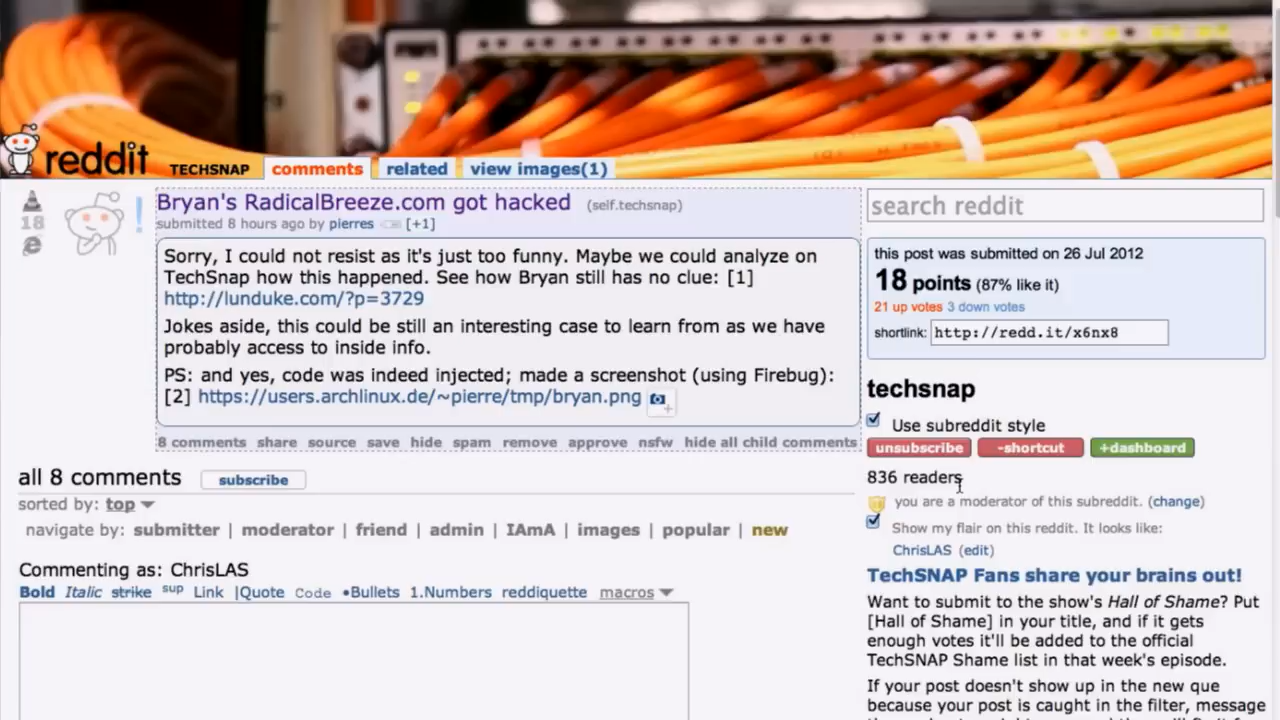 reddit TECHSNAP comments related view images(1)
18
Bryan's RadicalBreeze.com got hacked (self.techsnap)
submitted 8 hours ago by pierres [+1]
Sorry, I could not resist as it's just too funny. Maybe we could analyze on
TechSnap how this happened. See how Bryan still has no clue: [1]
http://lunduke.com/?p=3729
Jokes aside, this could be still an interesting case to learn from as we have
probably access to inside info.
PS: and yes, code was indeed injected; made a screenshot (using Firebug):
[2] https://users.archlinux.de/~pierre/tmp/bryan.png
8 comments share source save hide spam remove approve nsfw hide all child comments
all 8 comments subscribe
sorted by: top
navigate by: submitter | moderator | friend | admin | IAmA | images | popular | new
Commenting as: ChrisLAS
Bold Italic strike sup Link |Quote Code •Bullets 1.Numbers reddiquette macros
search reddit
this post was submitted on 26 Jul 2012
18 points (87% like it)
21 up votes 3 down votes
shortlink: http://redd.it/x6nx8
techsnap
Use subreddit style
unsubscribe -shortcut +dashboard
836 readers
you are a moderator of this subreddit. (change)
Show my flair on this reddit. It looks like:
ChrisLAS (edit)
TechSNAP Fans share your brains out!
Want to submit to the show's Hall of Shame? Put
[Hall of Shame] in your title, and if it gets
enough votes it'll be added to the official
TechSNAP Shame list in that week's episode.
If your post doesn't show up in the new que
because your post is caught in the filter, message